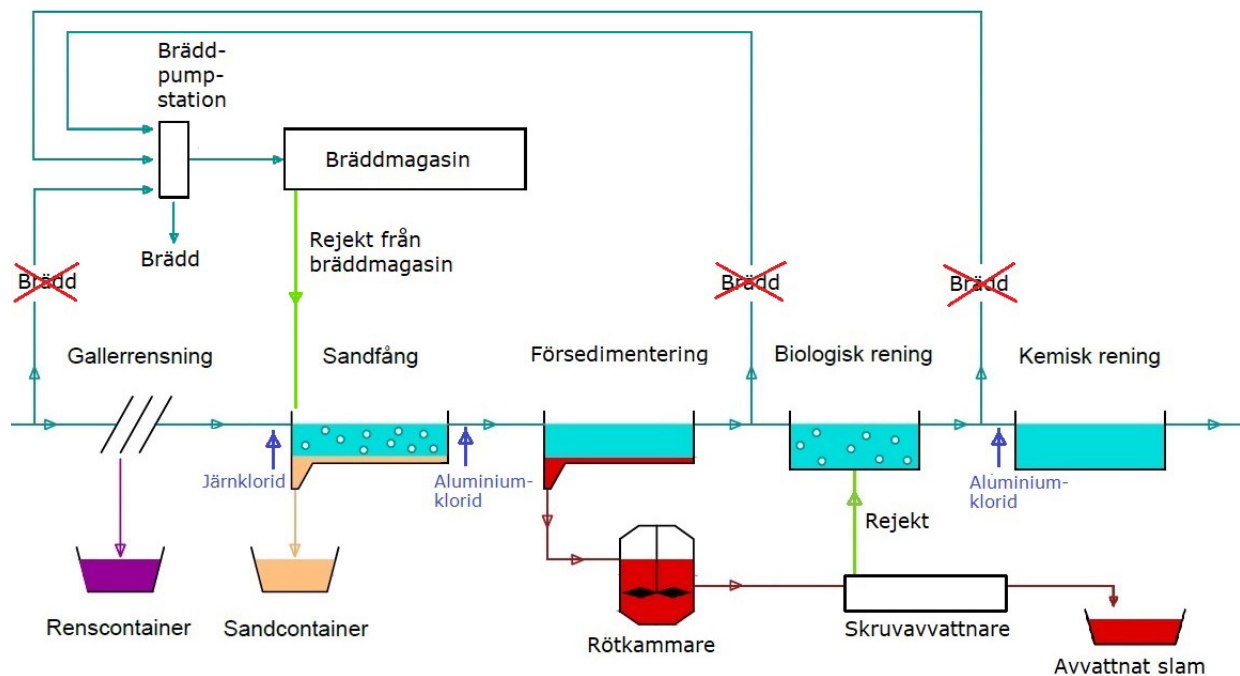 Brädd-
pump-
station
Bräddmagasin
Brädd
Rejekt från
bräddmagasin
Brädd
Brädd
Brädd
Gallerrensning
Sandfång
Försedimentering
Biologisk rening
Kemisk rening
Järnklorid
Aluminium-
klorid
Aluminium-
klorid
Rejekt
Renscontainer
Sandcontainer
Rötkammare
Skruvavvattnare
Avvattnat slam